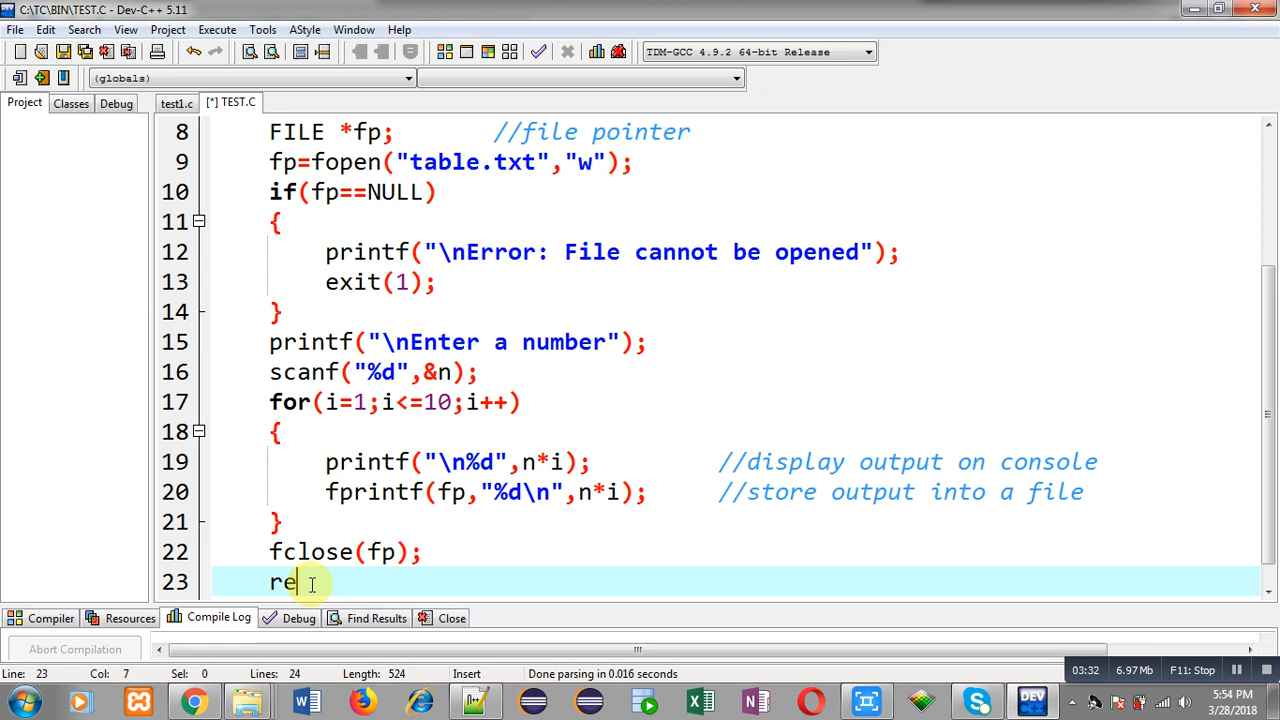 C:\TC\BIN\TEST.C - Dev-C++ 5.11
File Edit Search View Project Execute Tools AStyle Window Help
TDM-GCC 4.9.2 64-bit Release
(globals)
Project Classes Debug test1.c [*] TEST.C
8 FILE *fp; //file pointer
9 fp=fopen("table.txt","w");
10 if(fp==NULL)
11 {
12 printf("\nError: File cannot be opened");
13 exit(1);
14 }
15 printf("\nEnter a number");
16 scanf("%d",&n);
17 for(i=1;i<=10;i++)
18 {
19 printf("\n%d",n*i); //display output on console
20 fprintf(fp,"%d\n",n*i); //store output into a file
21 }
22 fclose(fp);
23 re
Compiler Resources Compile Log Debug Find Results Close
Abort Compilation
Line: 23 Col: 7 Sel: 0 Lines: 24 Length: 524 Insert Done parsing in 0.016 seconds
03:32 6.97Mb F11: Stop
5:54 PM
3/28/2018